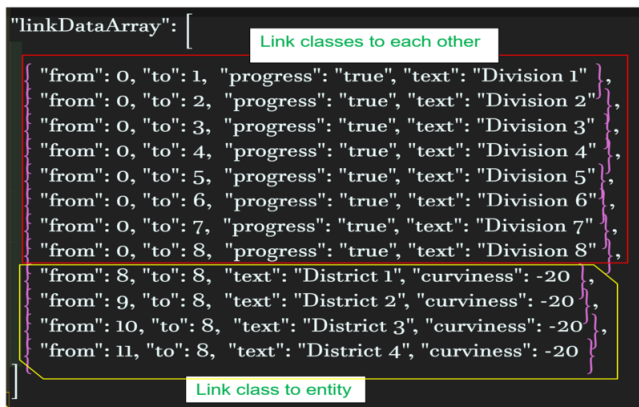 "linkDataArray": [
Link classes to each other
{ "from": 0, "to": 1, "progress": "true", "text": "Division 1" },
{ "from": 0, "to": 2, "progress": "true", "text": "Division 2" },
{ "from": 0, "to": 3, "progress": "true", "text": "Division 3" },
{ "from": 0, "to": 4, "progress": "true", "text": "Division 4" },
{ "from": 0, "to": 5, "progress": "true", "text": "Division 5" },
{ "from": 0, "to": 6, "progress": "true", "text": "Division 6" },
{ "from": 0, "to": 7, "progress": "true", "text": "Division 7" },
{ "from": 0, "to": 8, "progress": "true", "text": "Division 8" },
{ "from": 8, "to": 8, "text": "District 1", "curviness": -20 },
{ "from": 9, "to": 8, "text": "District 2", "curviness": -20 },
{ "from": 10, "to": 8, "text": "District 3", "curviness": -20 },
{ "from": 11, "to": 8, "text": "District 4", "curviness": -20 }
]
Link class to entity